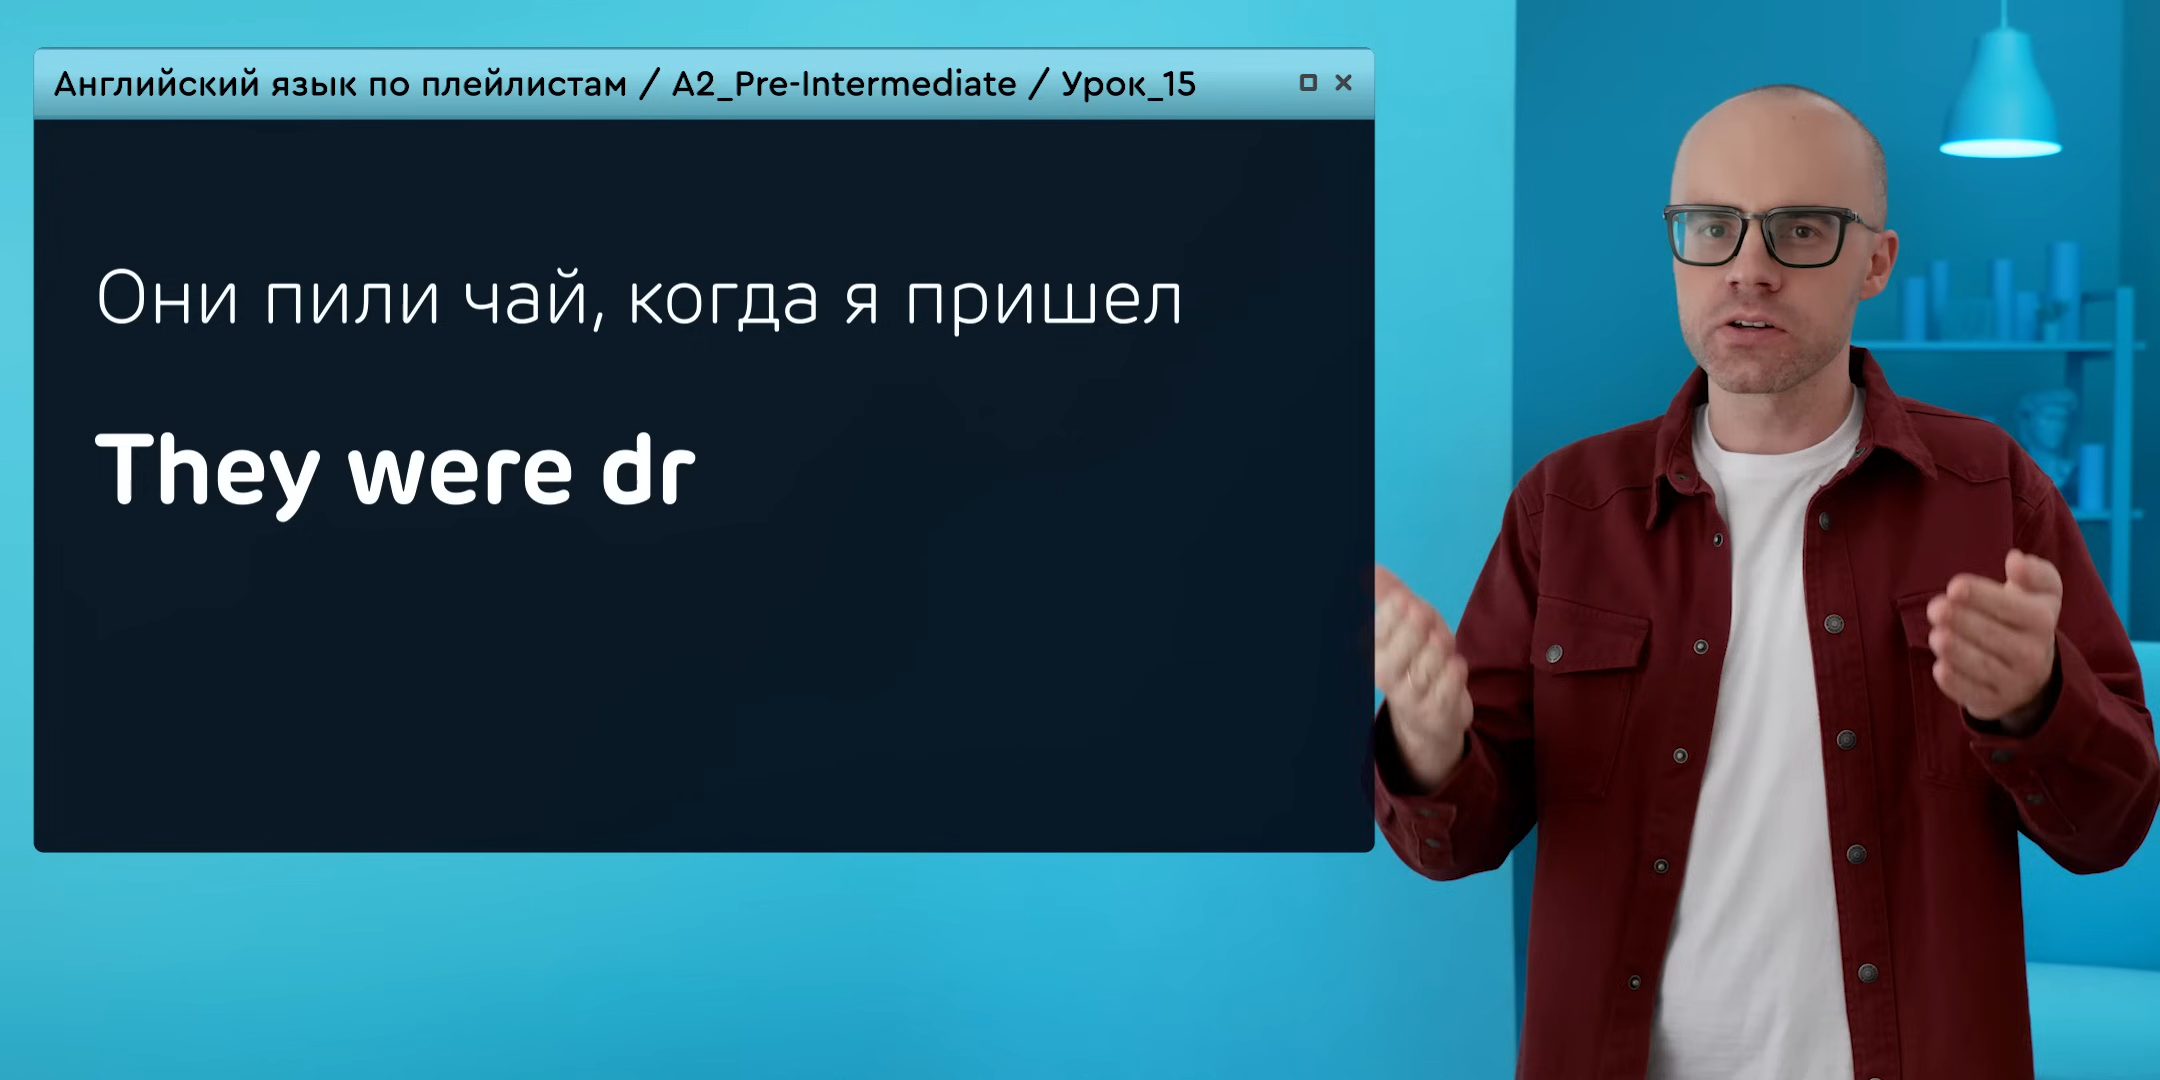 Английский язык по плейлистам / A2_Pre-Intermediate / Урок_15
Они пили чай, когда я пришел
They were dr